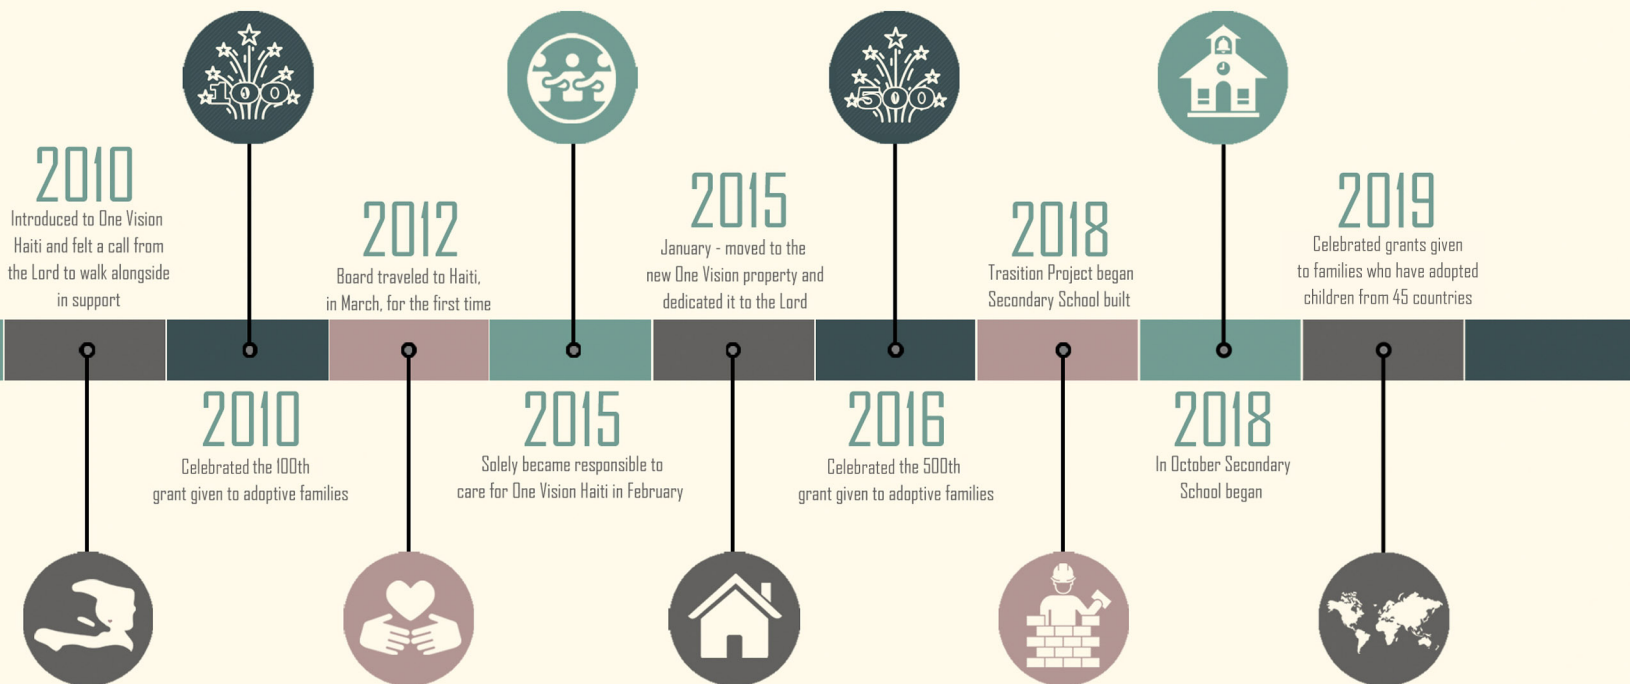 100
500
2010
Introduced to One Vision
Haiti and felt a call from
the Lord to walk alongside
in support
2010
Celebrated the 100th
grant given to adoptive families
2012
Board traveled to Haiti,
in March, for the first time
2015
Solely became responsible to
care for One Vision Haiti in February
2015
January - moved to the
new One Vision property and
dedicated it to the Lord
2016
Celebrated the 500th
grant given to adoptive families
2018
Trasition Project began
Secondary School built
2018
In October Secondary
School began
2019
Celebrated grants given
to families who have adopted
children from 45 countries